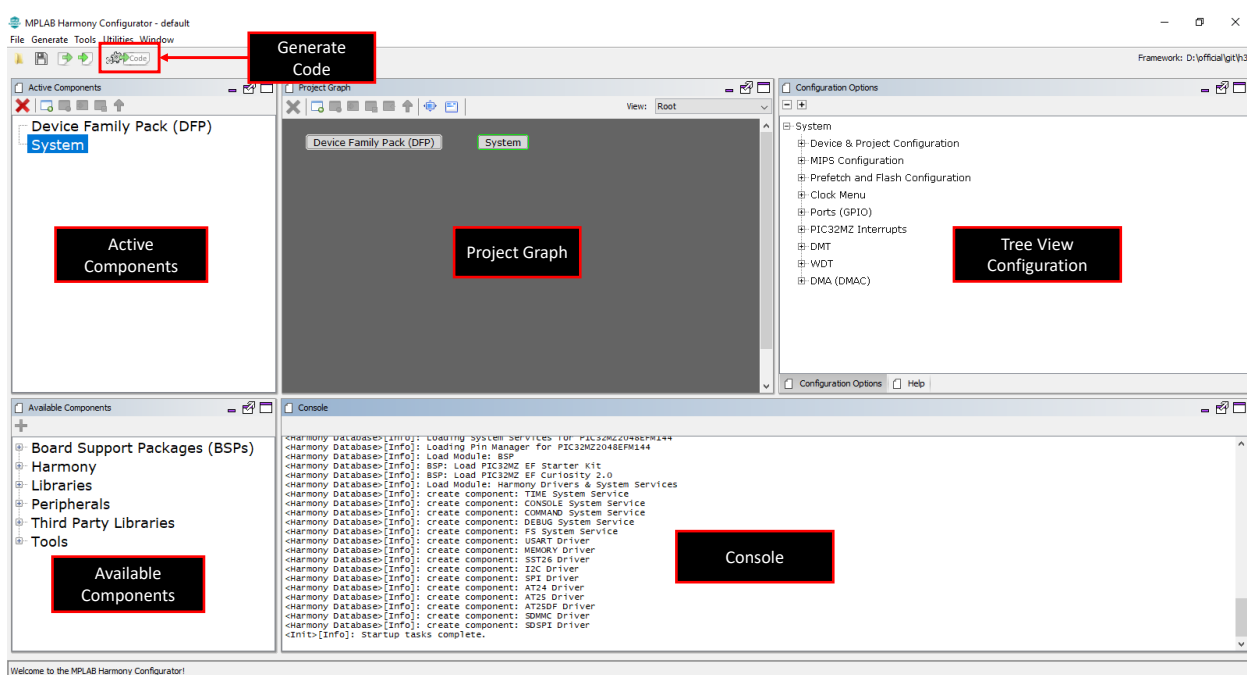 MPLAB Harmony Configurator - default
File Generate Tools Utilities Window
Code
Generate
Code
Framework: D:\official\git\h3
Active Components
Device Family Pack (DFP)
System
Active
Components
Project Graph
View: Root
Device Family Pack (DFP)
System
Project Graph
Configuration Options
System
Device & Project Configuration
MIPS Configuration
Prefetch and Flash Configuration
Clock Menu
Ports (GPIO)
PIC32MZ Interrupts
DMT
WDT
DMA (DMAC)
Tree View
Configuration
Configuration Options Help
Available Components
Board Support Packages (BSPs)
Harmony
Libraries
Peripherals
Third Party Libraries
Tools
Available
Components
Console
<Harmony Database>[Info]: Loading System Services for PIC32MZ2048EFM144
<Harmony Database>[Info]: Loading Pin Manager for PIC32MZ2048EFM144
<Harmony Database>[Info]: Load Module: BSP
<Harmony Database>[Info]: BSP: Load PIC32MZ EF Starter Kit
<Harmony Database>[Info]: BSP: Load PIC32MZ EF Curiosity 2.0
<Harmony Database>[Info]: Load Module: Harmony Drivers & System Services
<Harmony Database>[Info]: create component: TIME System Service
<Harmony Database>[Info]: create component: CONSOLE System Service
<Harmony Database>[Info]: create component: COMMAND System Service
<Harmony Database>[Info]: create component: DEBUG System Service
<Harmony Database>[Info]: create component: FS System Service
<Harmony Database>[Info]: create component: USART Driver
<Harmony Database>[Info]: create component: MEMORY Driver
<Harmony Database>[Info]: create component: SST26 Driver
<Harmony Database>[Info]: create component: I2C Driver
<Harmony Database>[Info]: create component: SPI Driver
<Harmony Database>[Info]: create component: AT24 Driver
<Harmony Database>[Info]: create component: AT25 Driver
<Harmony Database>[Info]: create component: AT25DF Driver
<Harmony Database>[Info]: create component: SDMMC Driver
<Harmony Database>[Info]: create component: SDSPI Driver
<Init>[Info]: Startup tasks complete.
Console
Welcome to the MPLAB Harmony Configurator!